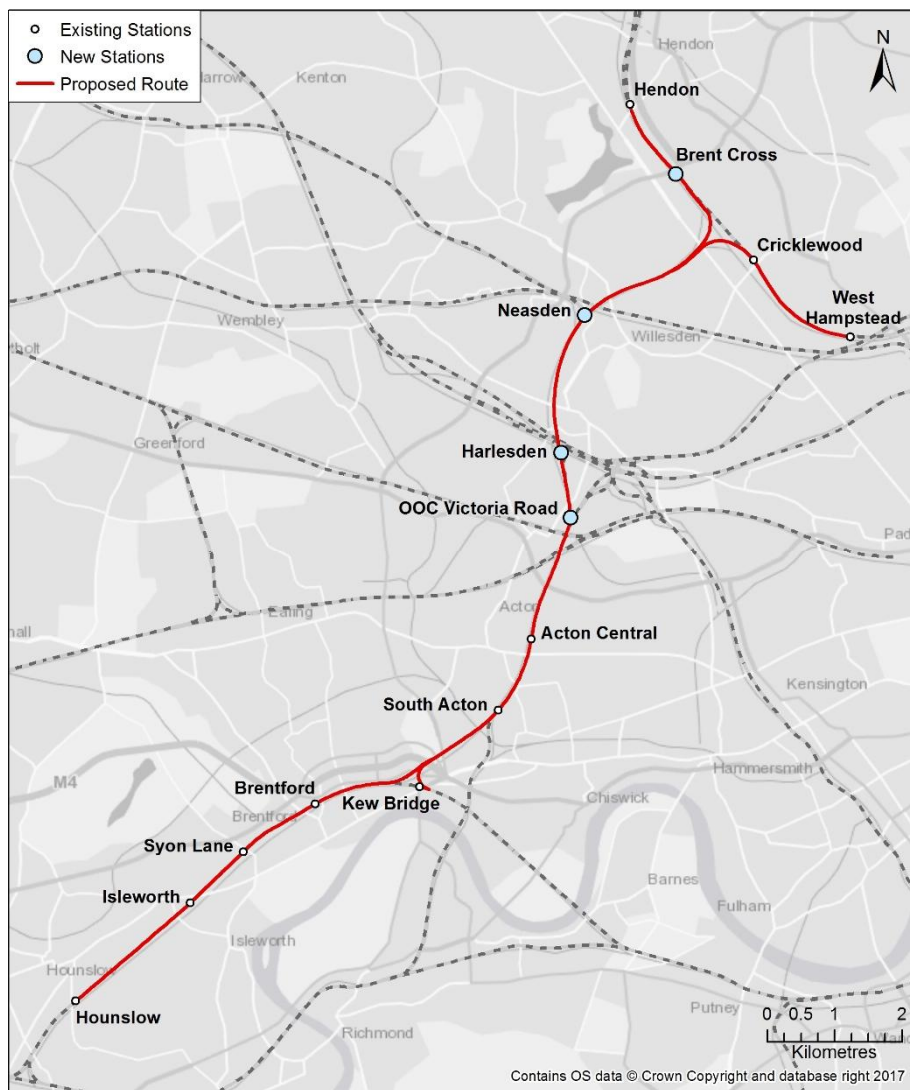 Existing Stations
New Stations
Proposed Route
N
Hendon
Kenton
Hendon
Brent Cross
Cricklewood
West
Hampstead
Neasden
Wembley
Willesden
Harlesden
Greenford
OOC Victoria Road
Acton
Ealing
Acton Central
South Acton
Kensington
M4
Hammersmith
Brentford
Kew Bridge
Chiswick
Brentford
Syon Lane
Barnes
Isleworth
Fulham
Isleworth
Hounslow
Hounslow
Putney
Richmond
0 0.5 1 2
Kilometres
Contains OS data © Crown Copyright and database right 2017